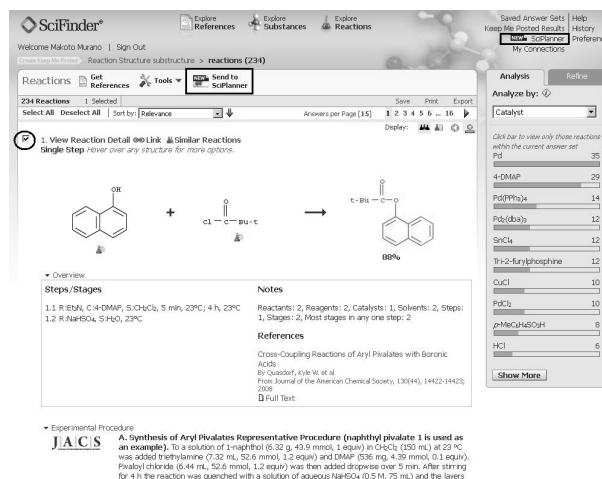 SciFinder®
Explore References
Explore Substances
Explore Reactions
Saved Answer Sets | Help
Keep Me Posted Results | History
NEW SciPlanner | Preferen
My Connections
Welcome Makoto Murano | Sign Out
Create Keep Me Posted Reaction Structure substructure > reactions (234)
Reactions Get References Tools NEW Send to SciPlanner
234 Reactions 1 Selected Save Print Export
Select All Deselect All Sort by: Relevance Answers per Page [15] 1 2 3 4 5 ... 16
Display:
1. View Reaction Detail Link Similar Reactions
Single Step Hover over any structure for more options.
OH
+
O
Cl — C — Bu-t
O
t-Bu — C — O
88%
Overview
Steps/Stages
1.1 R:Et₃N, C:4-DMAP, S:CH₂Cl₂, 5 min, 23ºC; 4 h, 23ºC
1.2 R:NaHSO₄, S:H₂O, 23ºC
Notes
Reactants: 2, Reagents: 2, Catalysts: 1, Solvents: 2, Steps:
1, Stages: 2, Most stages in any one step: 2
References
Cross-Coupling Reactions of Aryl Pivalates with Boronic
Acids
By Quasdorf, Kyle W. et al
From Journal of the American Chemical Society, 130(44), 14422-14423;
2008
Full Text
Experimental Procedure
J|A|C|S
A. Synthesis of Aryl Pivalates Representative Procedure (naphthyl pivalate 1 is used as
an example). To a solution of 1-naphthol (6.32 g, 43.9 mmol, 1 equiv) in CH₂Cl₂ (150 mL) at 23 ºC
was added triethylamine (7.32 mL, 52.6 mmol, 1.2 equiv) and DMAP (536 mg, 4.39 mmol, 0.1 equiv).
Pivaloyl chloride (6.44 mL, 52.6 mmol, 1.2 equiv) was then added dropwise over 5 min. After stirring
for 4 h the reaction was quenched with a solution of aqueous NaHSO₄ (0.5 M, 75 mL) and the layers
Analysis Refine
Analyze by:
Catalyst
Click bar to view only those reactions
within the current answer set
Pd 35
4-DMAP 29
Pd(PPh₃)₄ 14
Pd₂(dba)₃ 12
SnCl₄ 12
Tri-2-furylphosphine 12
CuCl 10
PdCl₂ 10
p-MeC₆H₄SO₃H 8
HCl 6
Show More